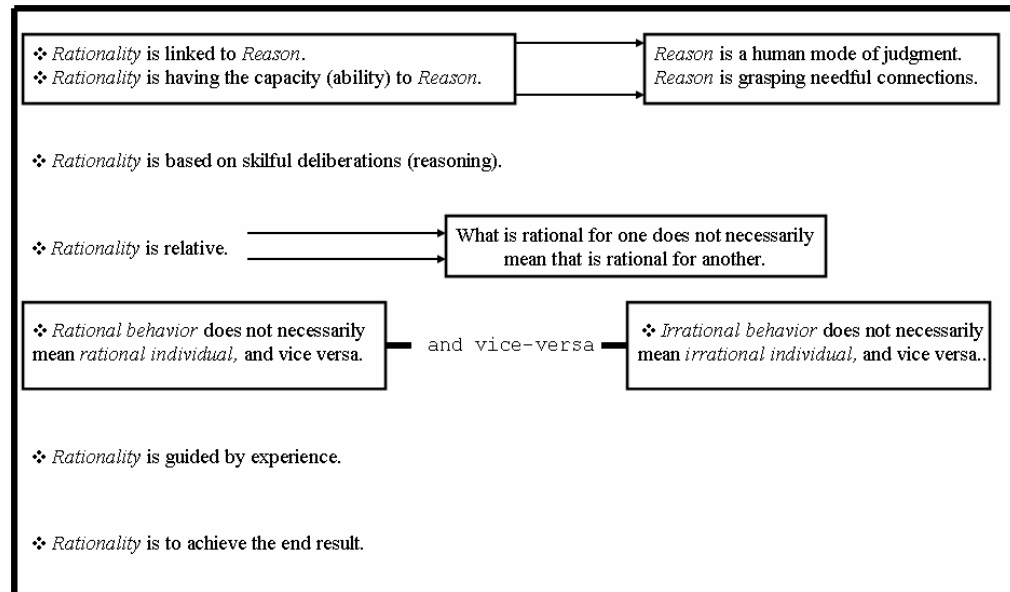 ❖ Rationality is linked to Reason.
❖ Rationality is having the capacity (ability) to Reason.
Reason is a human mode of judgment.
Reason is grasping needful connections.
❖ Rationality is based on skilful deliberations (reasoning).
❖ Rationality is relative.
What is rational for one does not necessarily
mean that is rational for another.
❖ Rational behavior does not necessarily
mean rational individual, and vice versa.
and vice-versa
❖ Irrational behavior does not necessarily
mean irrational individual, and vice versa..
❖ Rationality is guided by experience.
❖ Rationality is to achieve the end result.